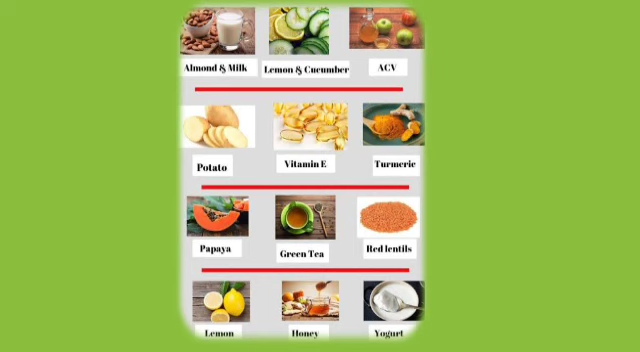 Almond & Milk
Lemon & Cucumber
ACV
Potato
Vitamin E
Turmeric
Papaya
Green Tea
Red lentils
Lemon
Honey
Yogurt